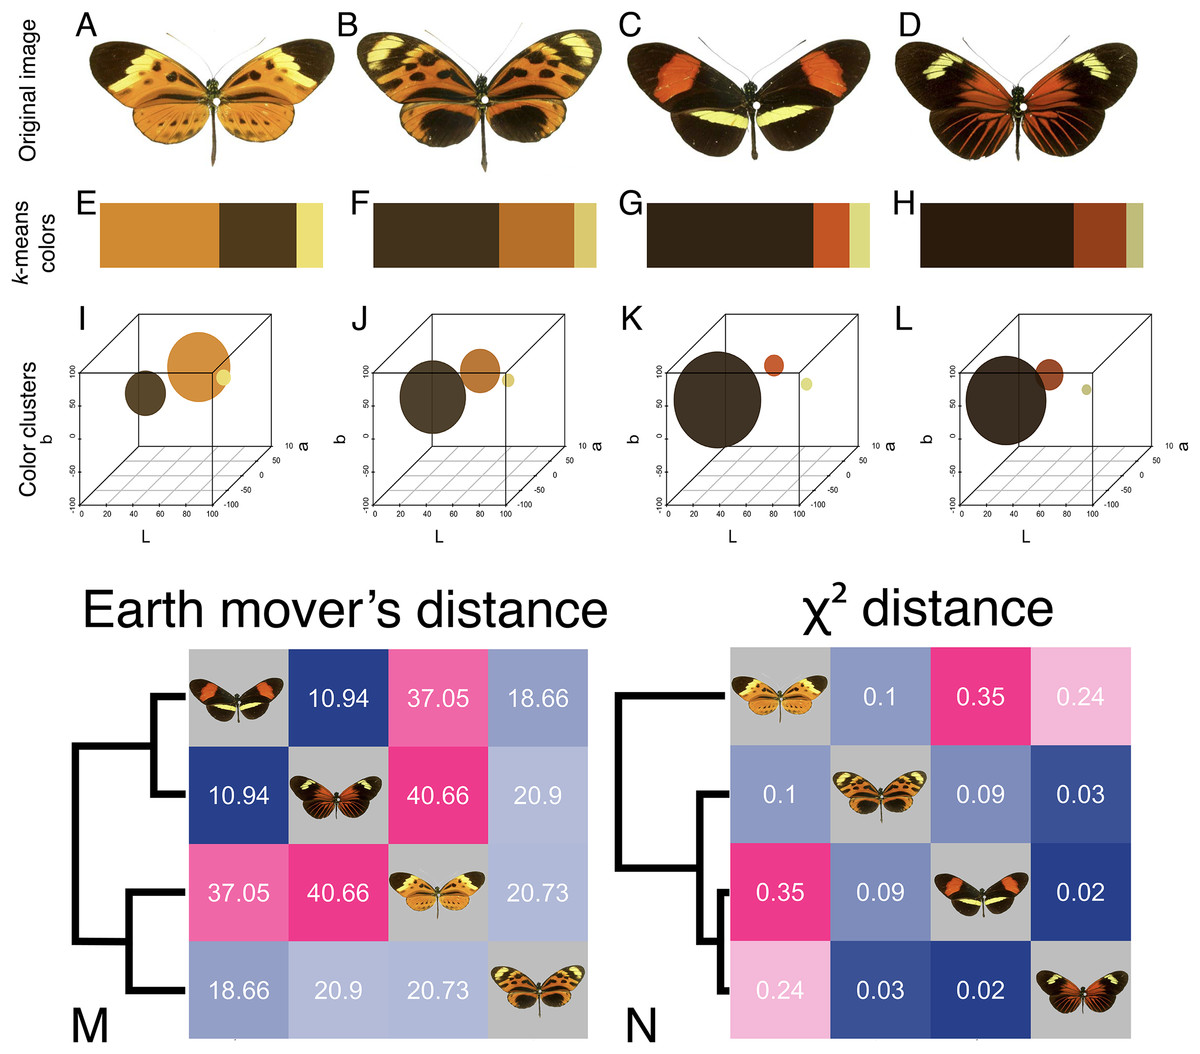 A B C D
Original image
E F G H
k-means
colors
I J K L
Color clusters
100 100 100 100
50 50 50 50
0 0 0 0
-50 -50 -50 -50
-100 -100 -100 -100
b b b b
10 a 10 a 10 a 10 a
50 50 50 50
0 0 0 0
-50 -50 -50 -50
-100 -100 -100 -100
0 20 40 60 80 100 0 20 40 60 80 100 0 20 40 60 80 100 0 20 40 60 80 100
L L L L
Earth mover's distance
10.94 37.05 18.66
10.94 40.66 20.9
37.05 40.66 20.73
18.66 20.9 20.73
M
χ² distance
0.1 0.35 0.24
0.1 0.09 0.03
0.35 0.09 0.02
0.24 0.03 0.02
N